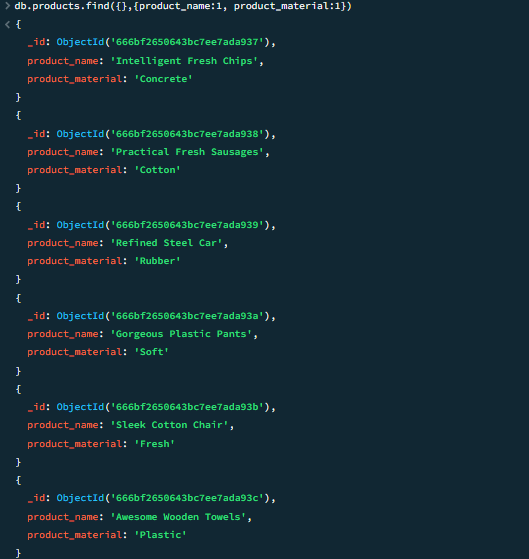 > db.products.find({},{product_name:1, product_material:1})
< {
_id: ObjectId('666bf2650643bc7ee7ada937'),
product_name: 'Intelligent Fresh Chips',
product_material: 'Concrete'
}
{
_id: ObjectId('666bf2650643bc7ee7ada938'),
product_name: 'Practical Fresh Sausages',
product_material: 'Cotton'
}
{
_id: ObjectId('666bf2650643bc7ee7ada939'),
product_name: 'Refined Steel Car',
product_material: 'Rubber'
}
{
_id: ObjectId('666bf2650643bc7ee7ada93a'),
product_name: 'Gorgeous Plastic Pants',
product_material: 'Soft'
}
{
_id: ObjectId('666bf2650643bc7ee7ada93b'),
product_name: 'Sleek Cotton Chair',
product_material: 'Fresh'
}
{
_id: ObjectId('666bf2650643bc7ee7ada93c'),
product_name: 'Awesome Wooden Towels',
product_material: 'Plastic'
}